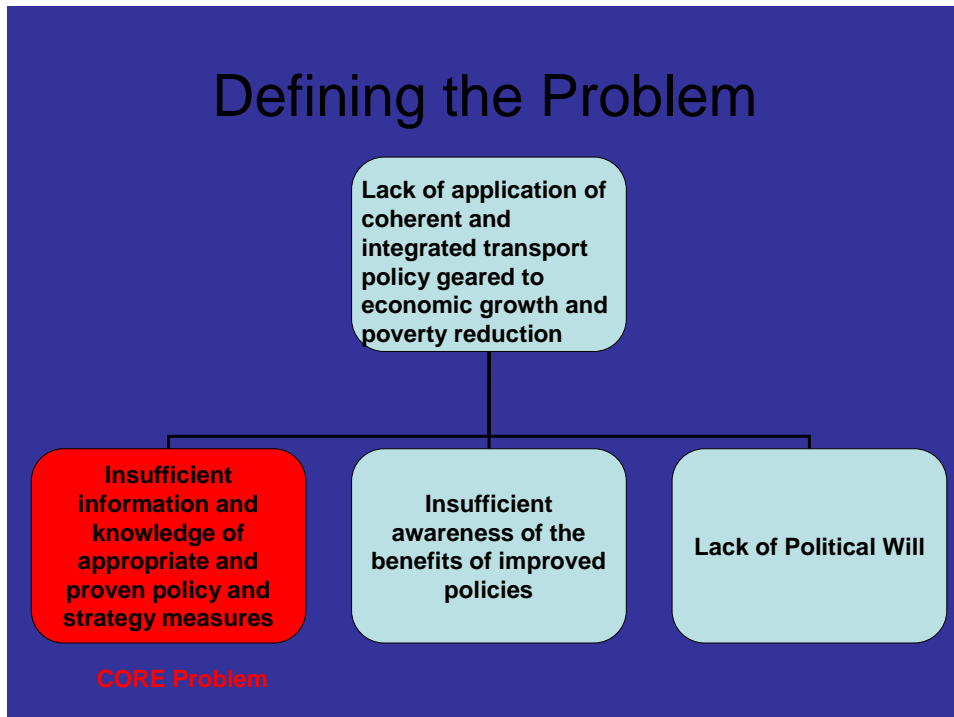 Defining the Problem
Lack of application of
coherent and
integrated transport
policy geared to
economic growth and
poverty reduction
Insufficient
information and
knowledge of
appropriate and
proven policy and
strategy measures
Insufficient
awareness of the
benefits of improved
policies
Lack of Political Will
CORE Problem